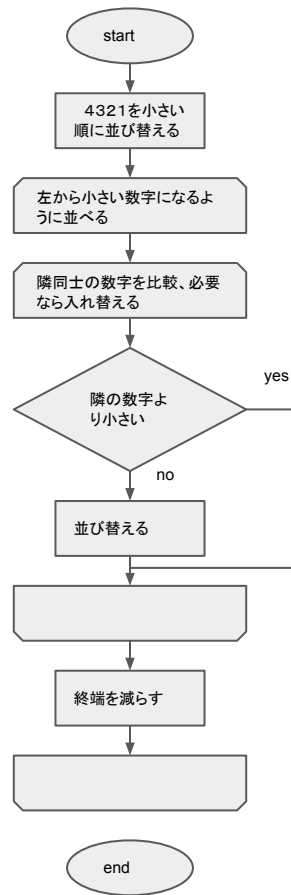 start
４３２１を小さい
順に並び替える
左から小さい数字になるよ
うに並べる
隣同士の数字を比較、必要
なら入れ替える
隣の数字よ
り小さい
yes
no
並び替える
終端を減らす
end